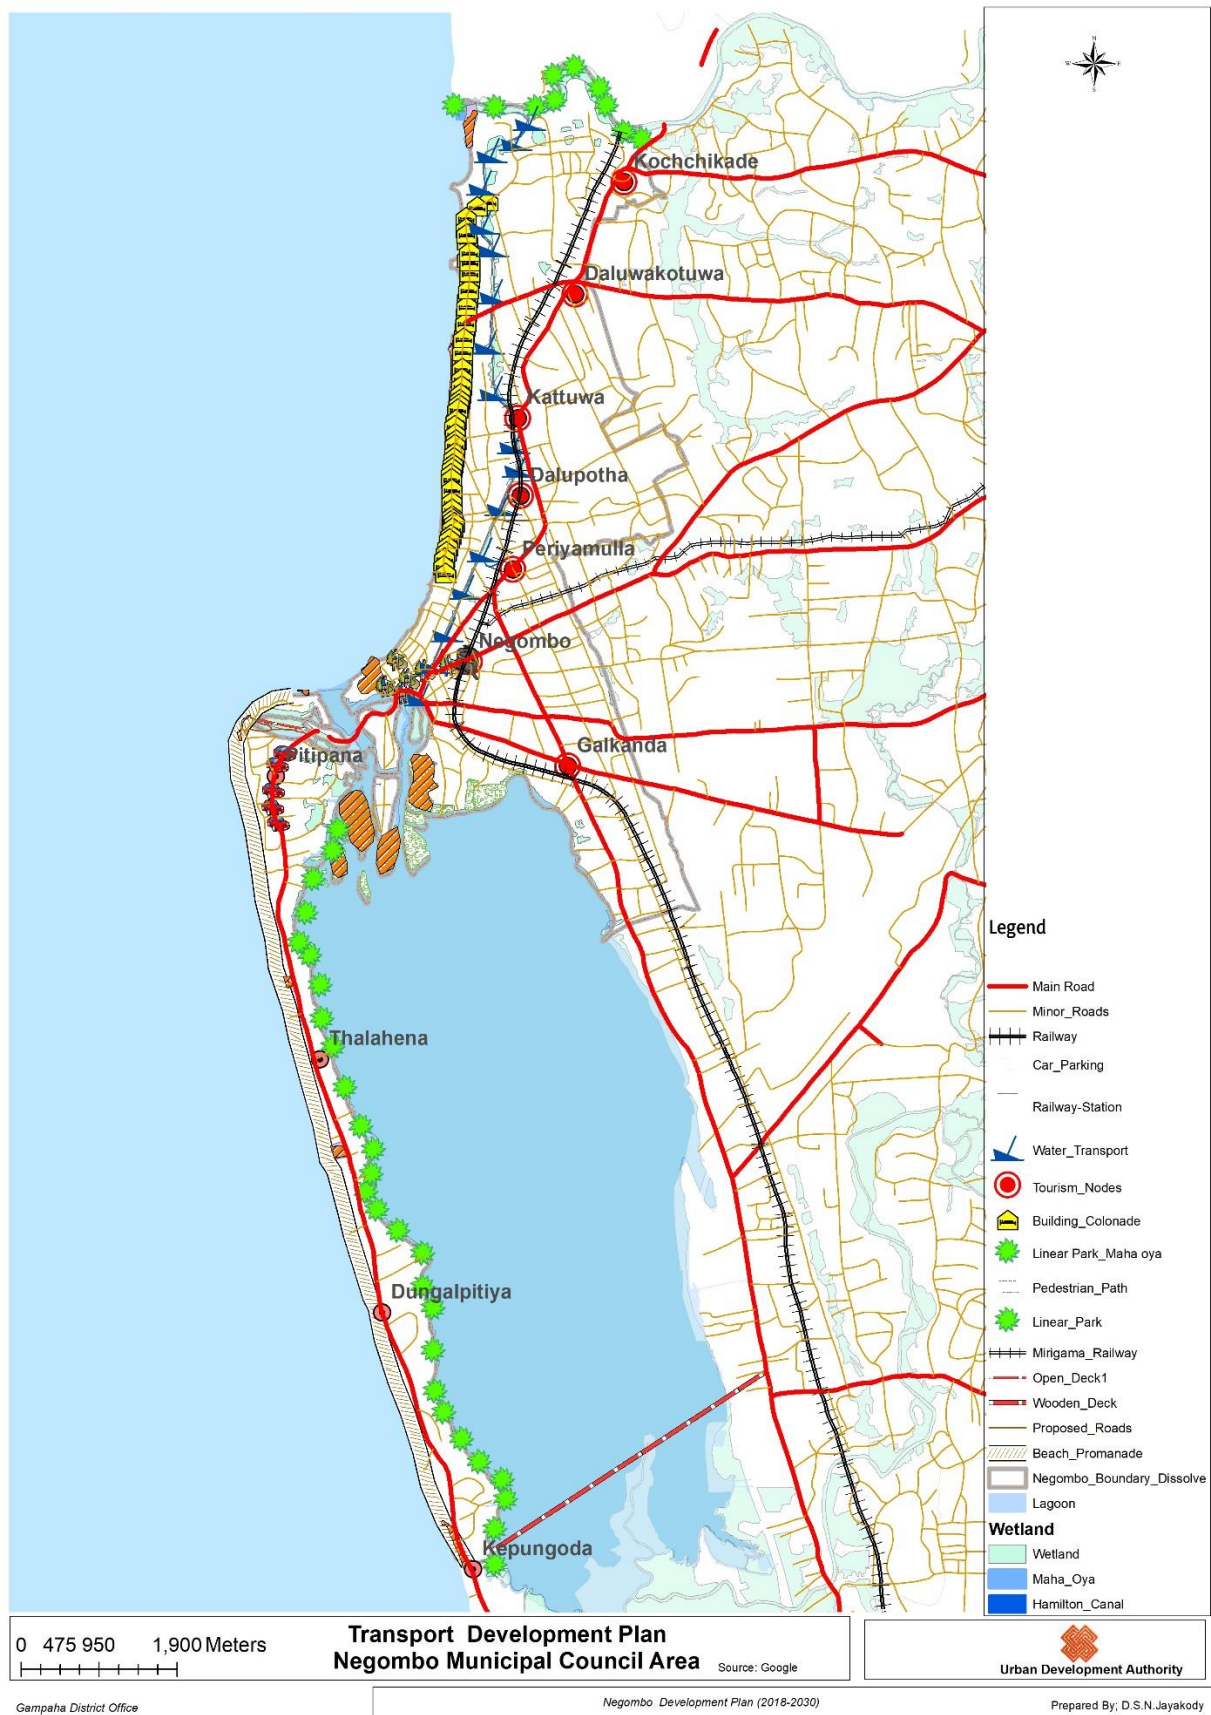 N
W
E
S
Kochchikade
Daluwakotuwa
Kattuwa
Dalupotha
Periyamulla
Negombo
Galkanda
Pitipana
Thalahena
Dungalpitiya
Kepungoda
Legend
Main Road
Minor_Roads
Railway
Car_Parking
Railway-Station
Water_Transport
Tourism_Nodes
Building_Colonade
Linear Park_Maha oya
Pedestrian_Path
Linear_Park
Mirigama_Railway
Open_Deck1
Wooden_Deck
Proposed_Roads
Beach_Promanade
Negombo_Boundary_Dissolve
Lagoon
Wetland
Wetland
Maha_Oya
Hamilton_Canal
0 475 950 1,900 Meters
Transport Development Plan
Negombo Municipal Council Area
Source: Google
Urban Development Authority
Gampaha District Office
Negombo Development Plan (2018-2030)
Prepared By; D.S.N.Jayakody